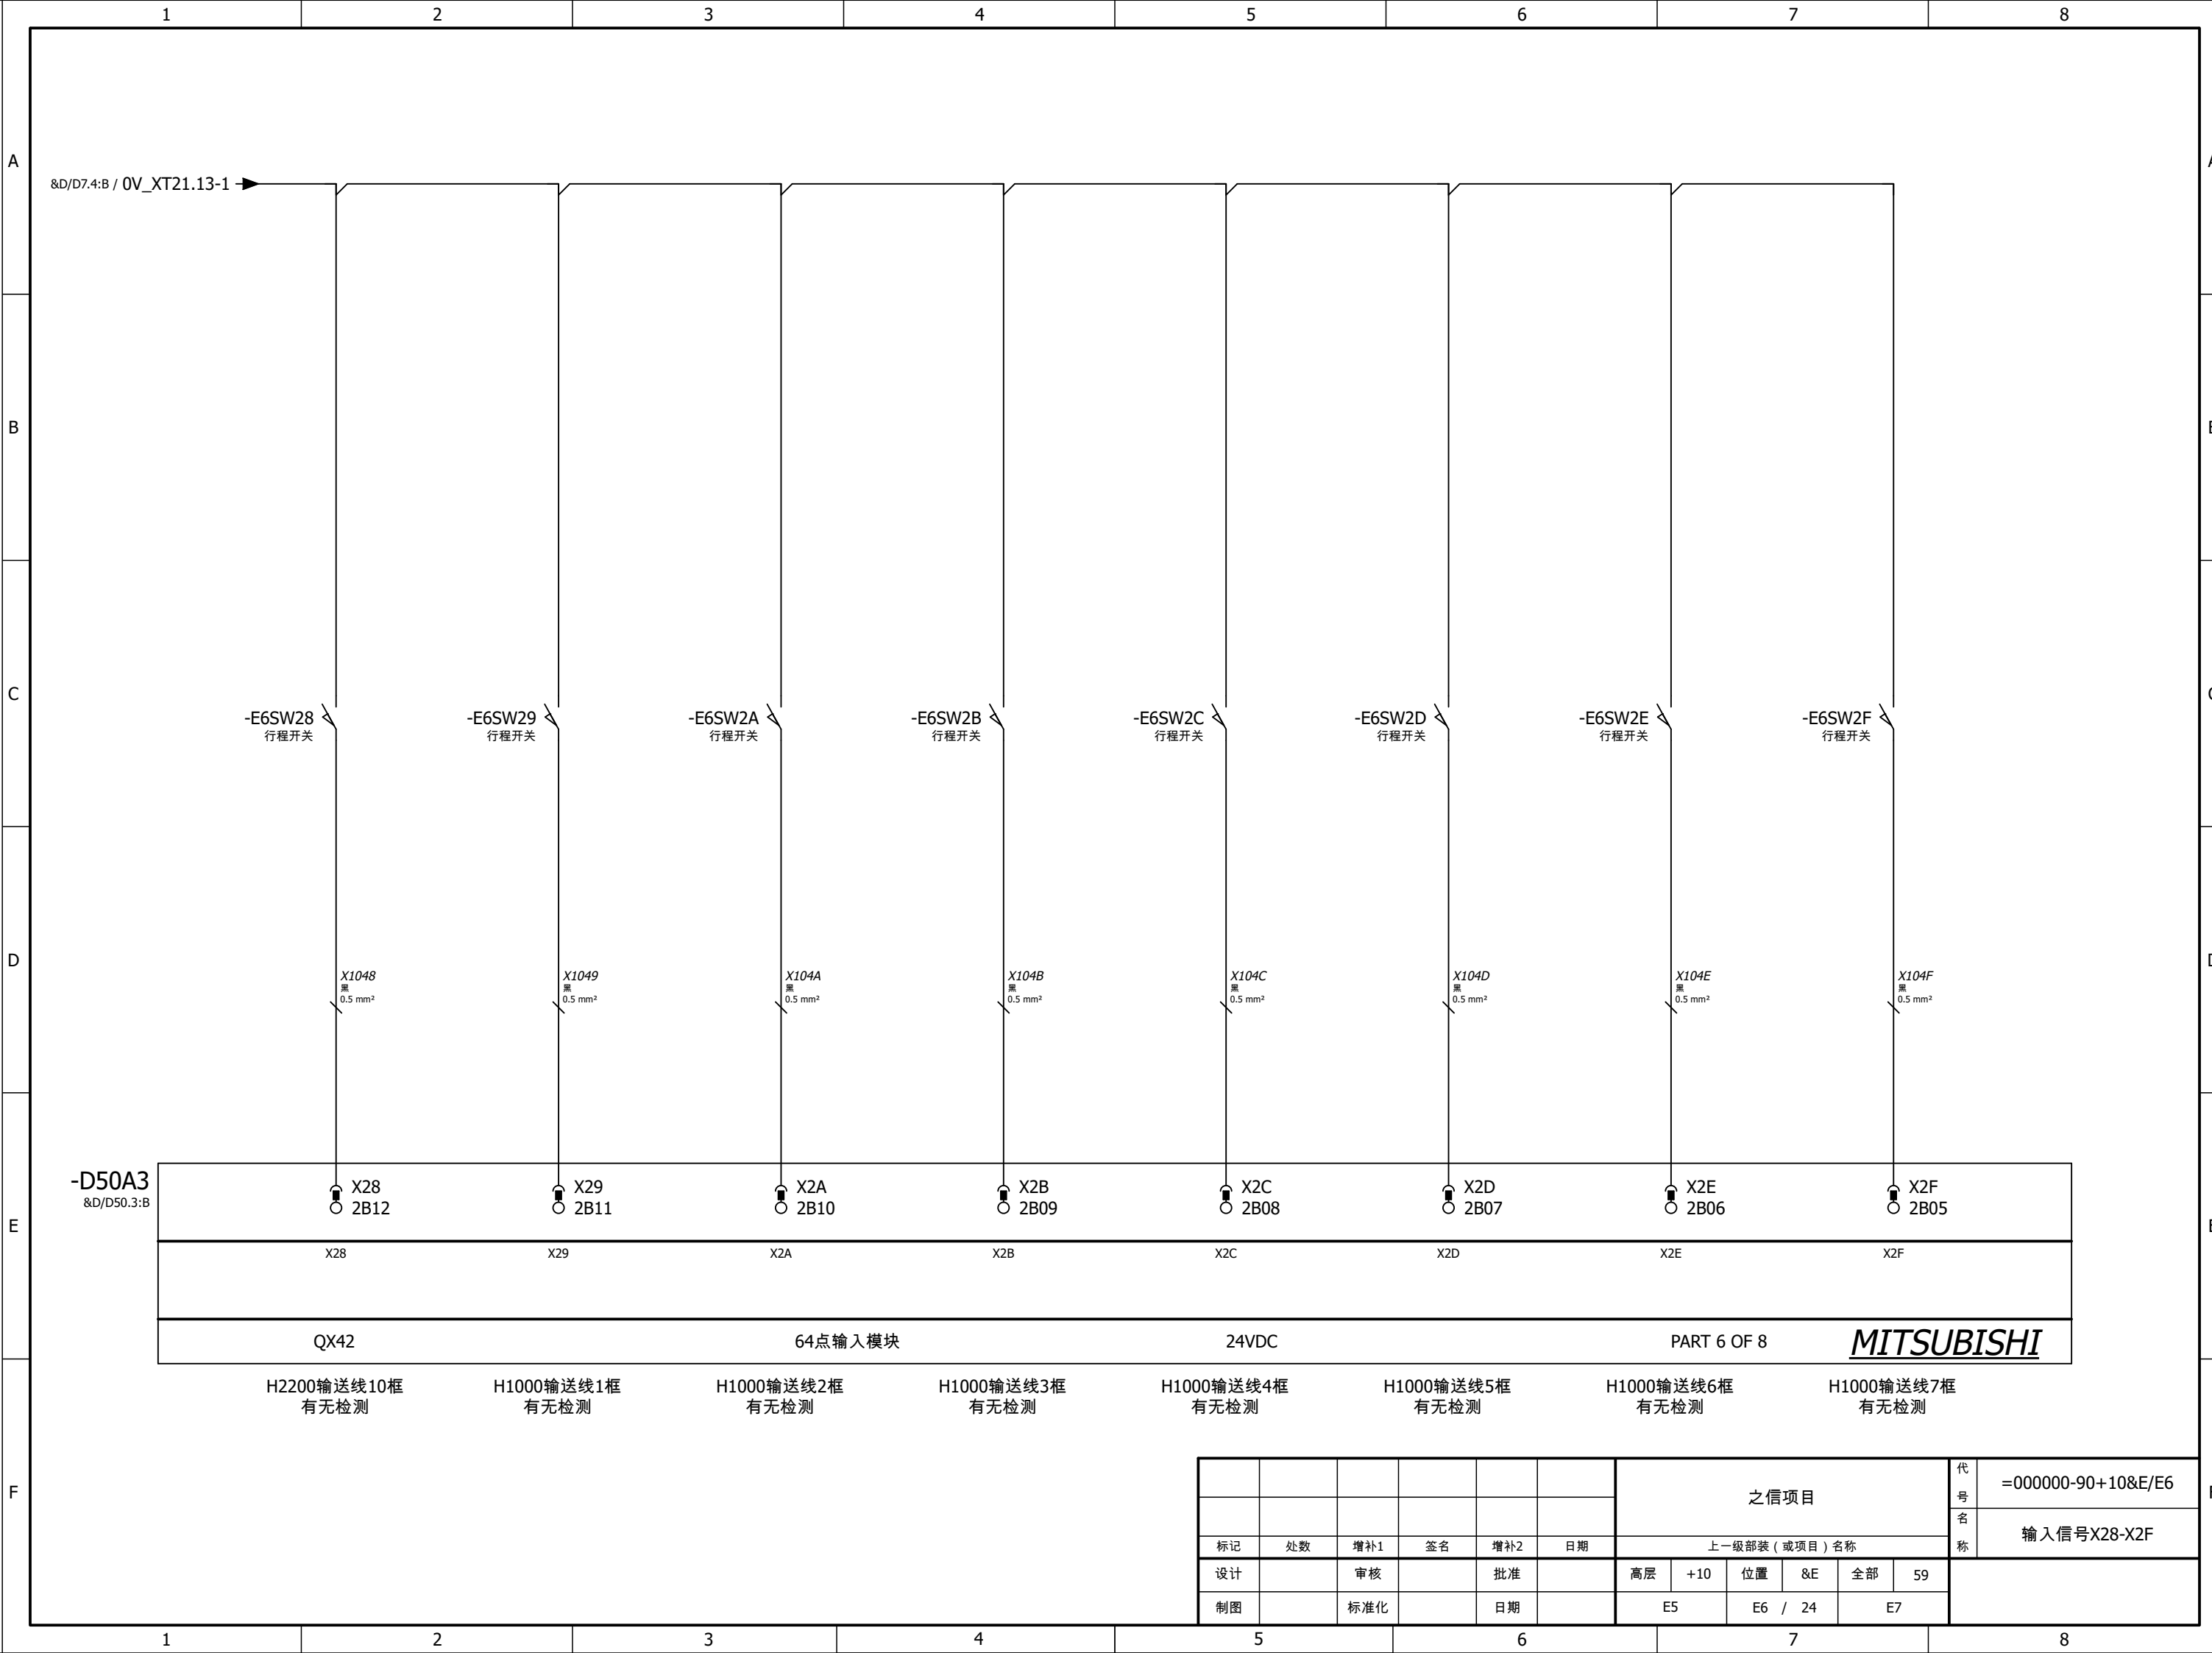 1 2 3 4 5 6 7 8
A
&D/D7.4:B / 0V_XT21.13-1
B
C
-E6SW28 -E6SW29 -E6SW2A -E6SW2B -E6SW2C -E6SW2D -E6SW2E -E6SW2F
行程开关 行程开关 行程开关 行程开关 行程开关 行程开关 行程开关 行程开关
D
X1048 X1049 X104A X104B X104C X104D X104E X104F
黑 黑 黑 黑 黑 黑 黑 黑
0.5 mm² 0.5 mm² 0.5 mm² 0.5 mm² 0.5 mm² 0.5 mm² 0.5 mm² 0.5 mm²
-D50A3 X28 X29 X2A X2B X2C X2D X2E X2F
&D/D50.3:B 2B12 2B11 2B10 2B09 2B08 2B07 2B06 2B05
E
X28 X29 X2A X2B X2C X2D X2E X2F
QX42 64点输入模块 24VDC PART 6 OF 8 MITSUBISHI
H2200输送线10框 H1000输送线1框 H1000输送线2框 H1000输送线3框 H1000输送线4框 H1000输送线5框 H1000输送线6框 H1000输送线7框
有无检测 有无检测 有无检测 有无检测 有无检测 有无检测 有无检测 有无检测
F
之信项目 代号 =000000-90+10&E/E6
名称 输入信号X28-X2F
标记 处数 增补1 签名 增补2 日期 上一级部装（或项目）名称
设计 审核 批准 高层 +10 位置 &E 全部 59
制图 标准化 日期 E5 E6 / 24 E7
1 2 3 4 5 6 7 8